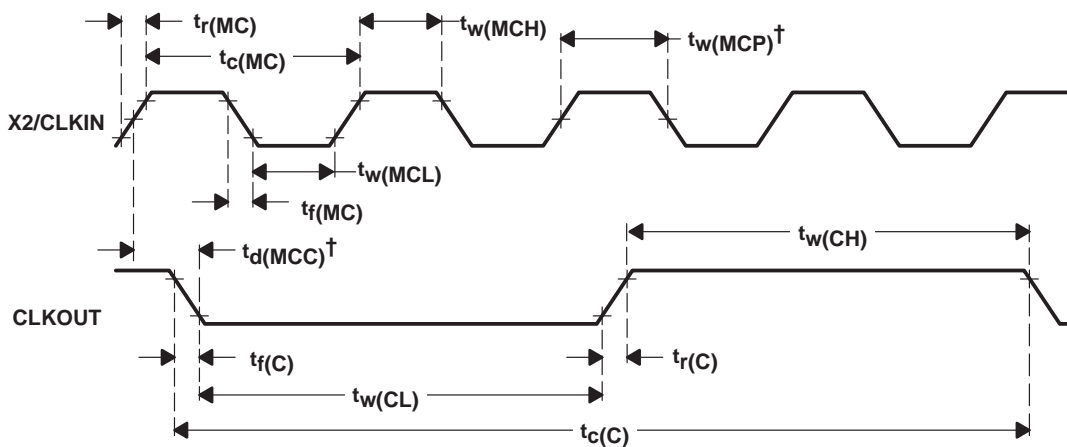 tr(MC)
tw(MCH)
tw(MCP)†
tc(MC)
X2/CLKIN
tw(MCL)
tf(MC)
tw(CH)
td(MCC)†
CLKOUT
tf(C)
tr(C)
tw(CL)
tc(C)